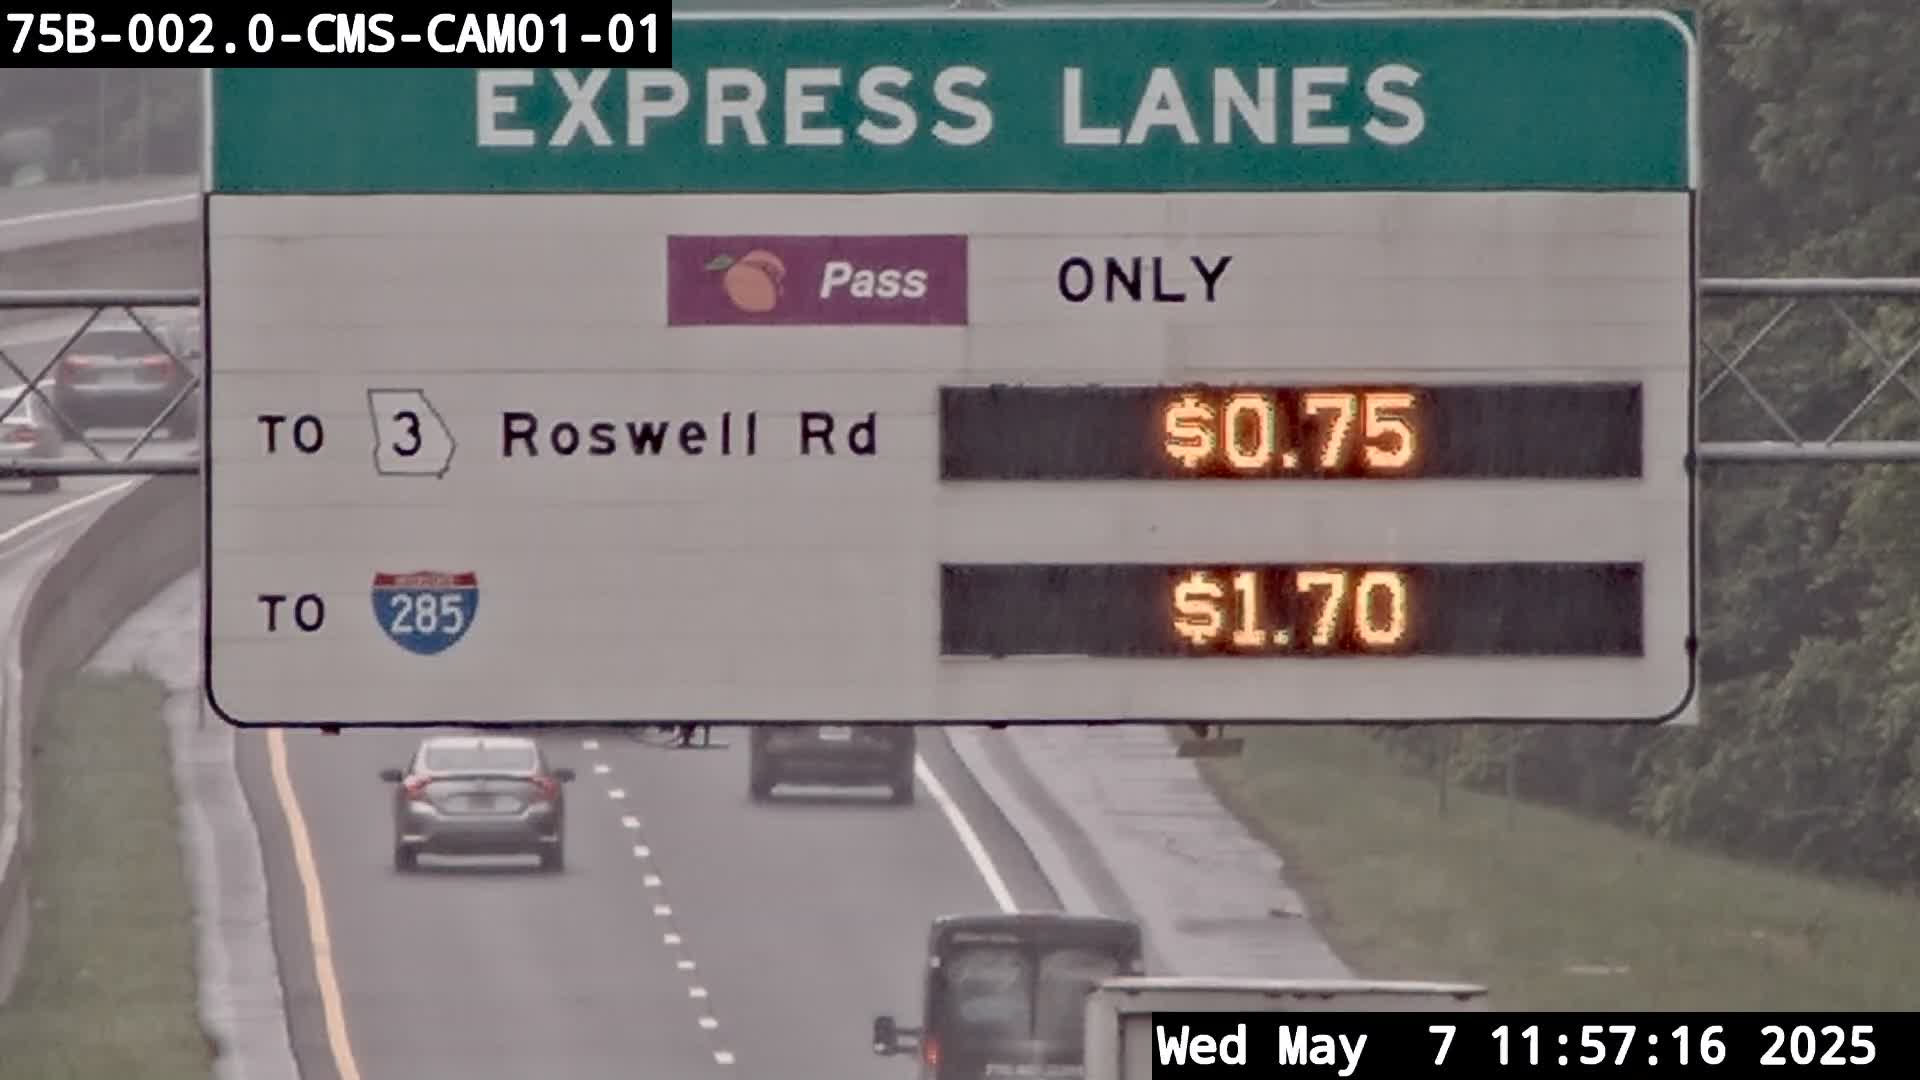 75B-002.0-CMS-CAM01-01
EXPRESS LANES
Pass ONLY
TO 3 Roswell Rd $0.75
INTERSTATE
TO 285 $1.70
Wed May 7 11:57:16 2025